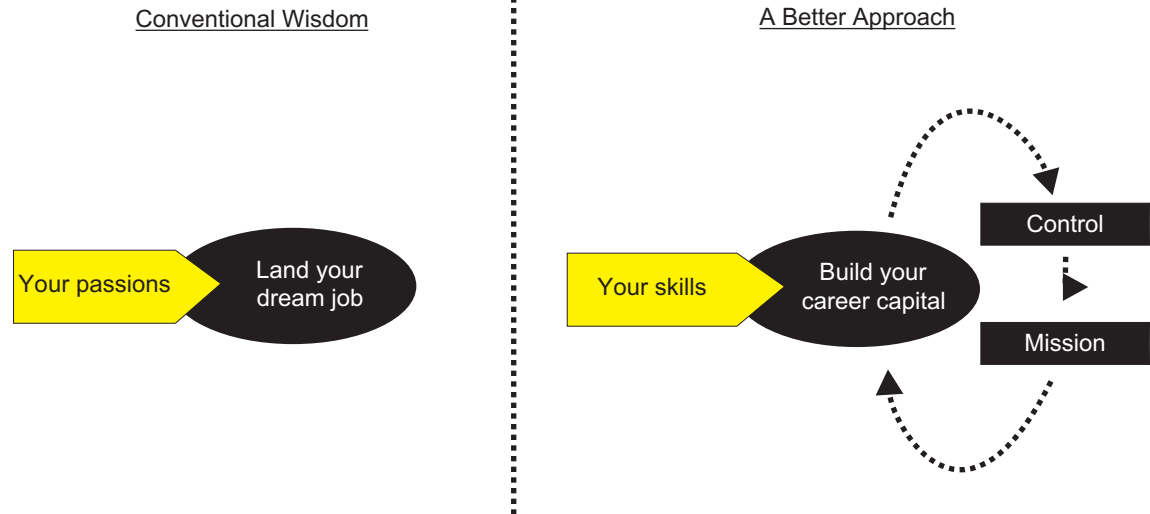 Conventional Wisdom
Your passions
Land your
dream job
A Better Approach
Your skills
Build your
career capital
Control
Mission